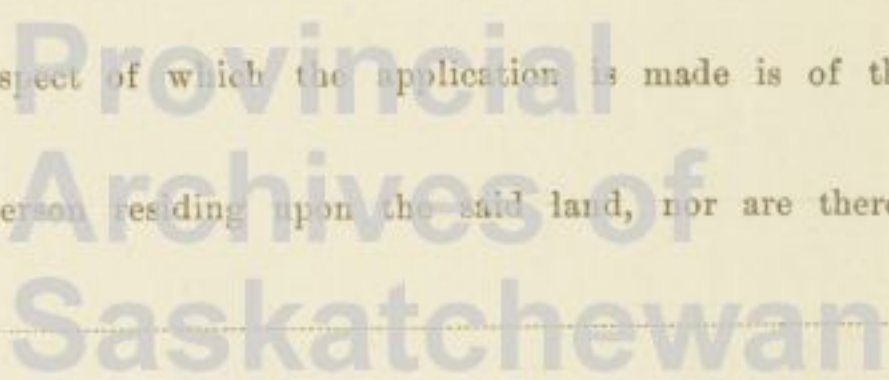 Provincial
spect of which the application is made is of th
Archives of
erson residing upon the said land, nor are there
Saskatchewan